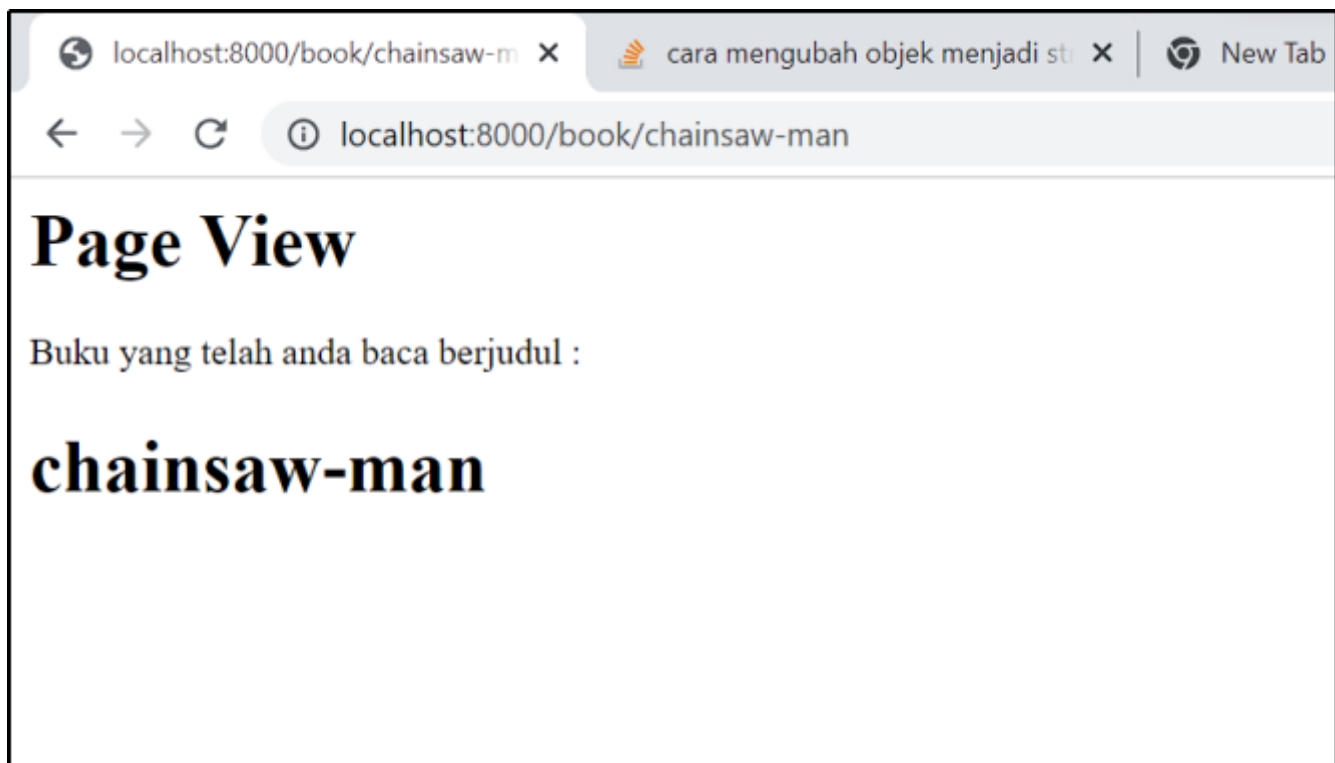 localhost:8000/book/chainsaw-m
cara mengubah objek menjadi st
New Tab
localhost:8000/book/chainsaw-man
Page View
Buku yang telah anda baca berjudul :
chainsaw-man